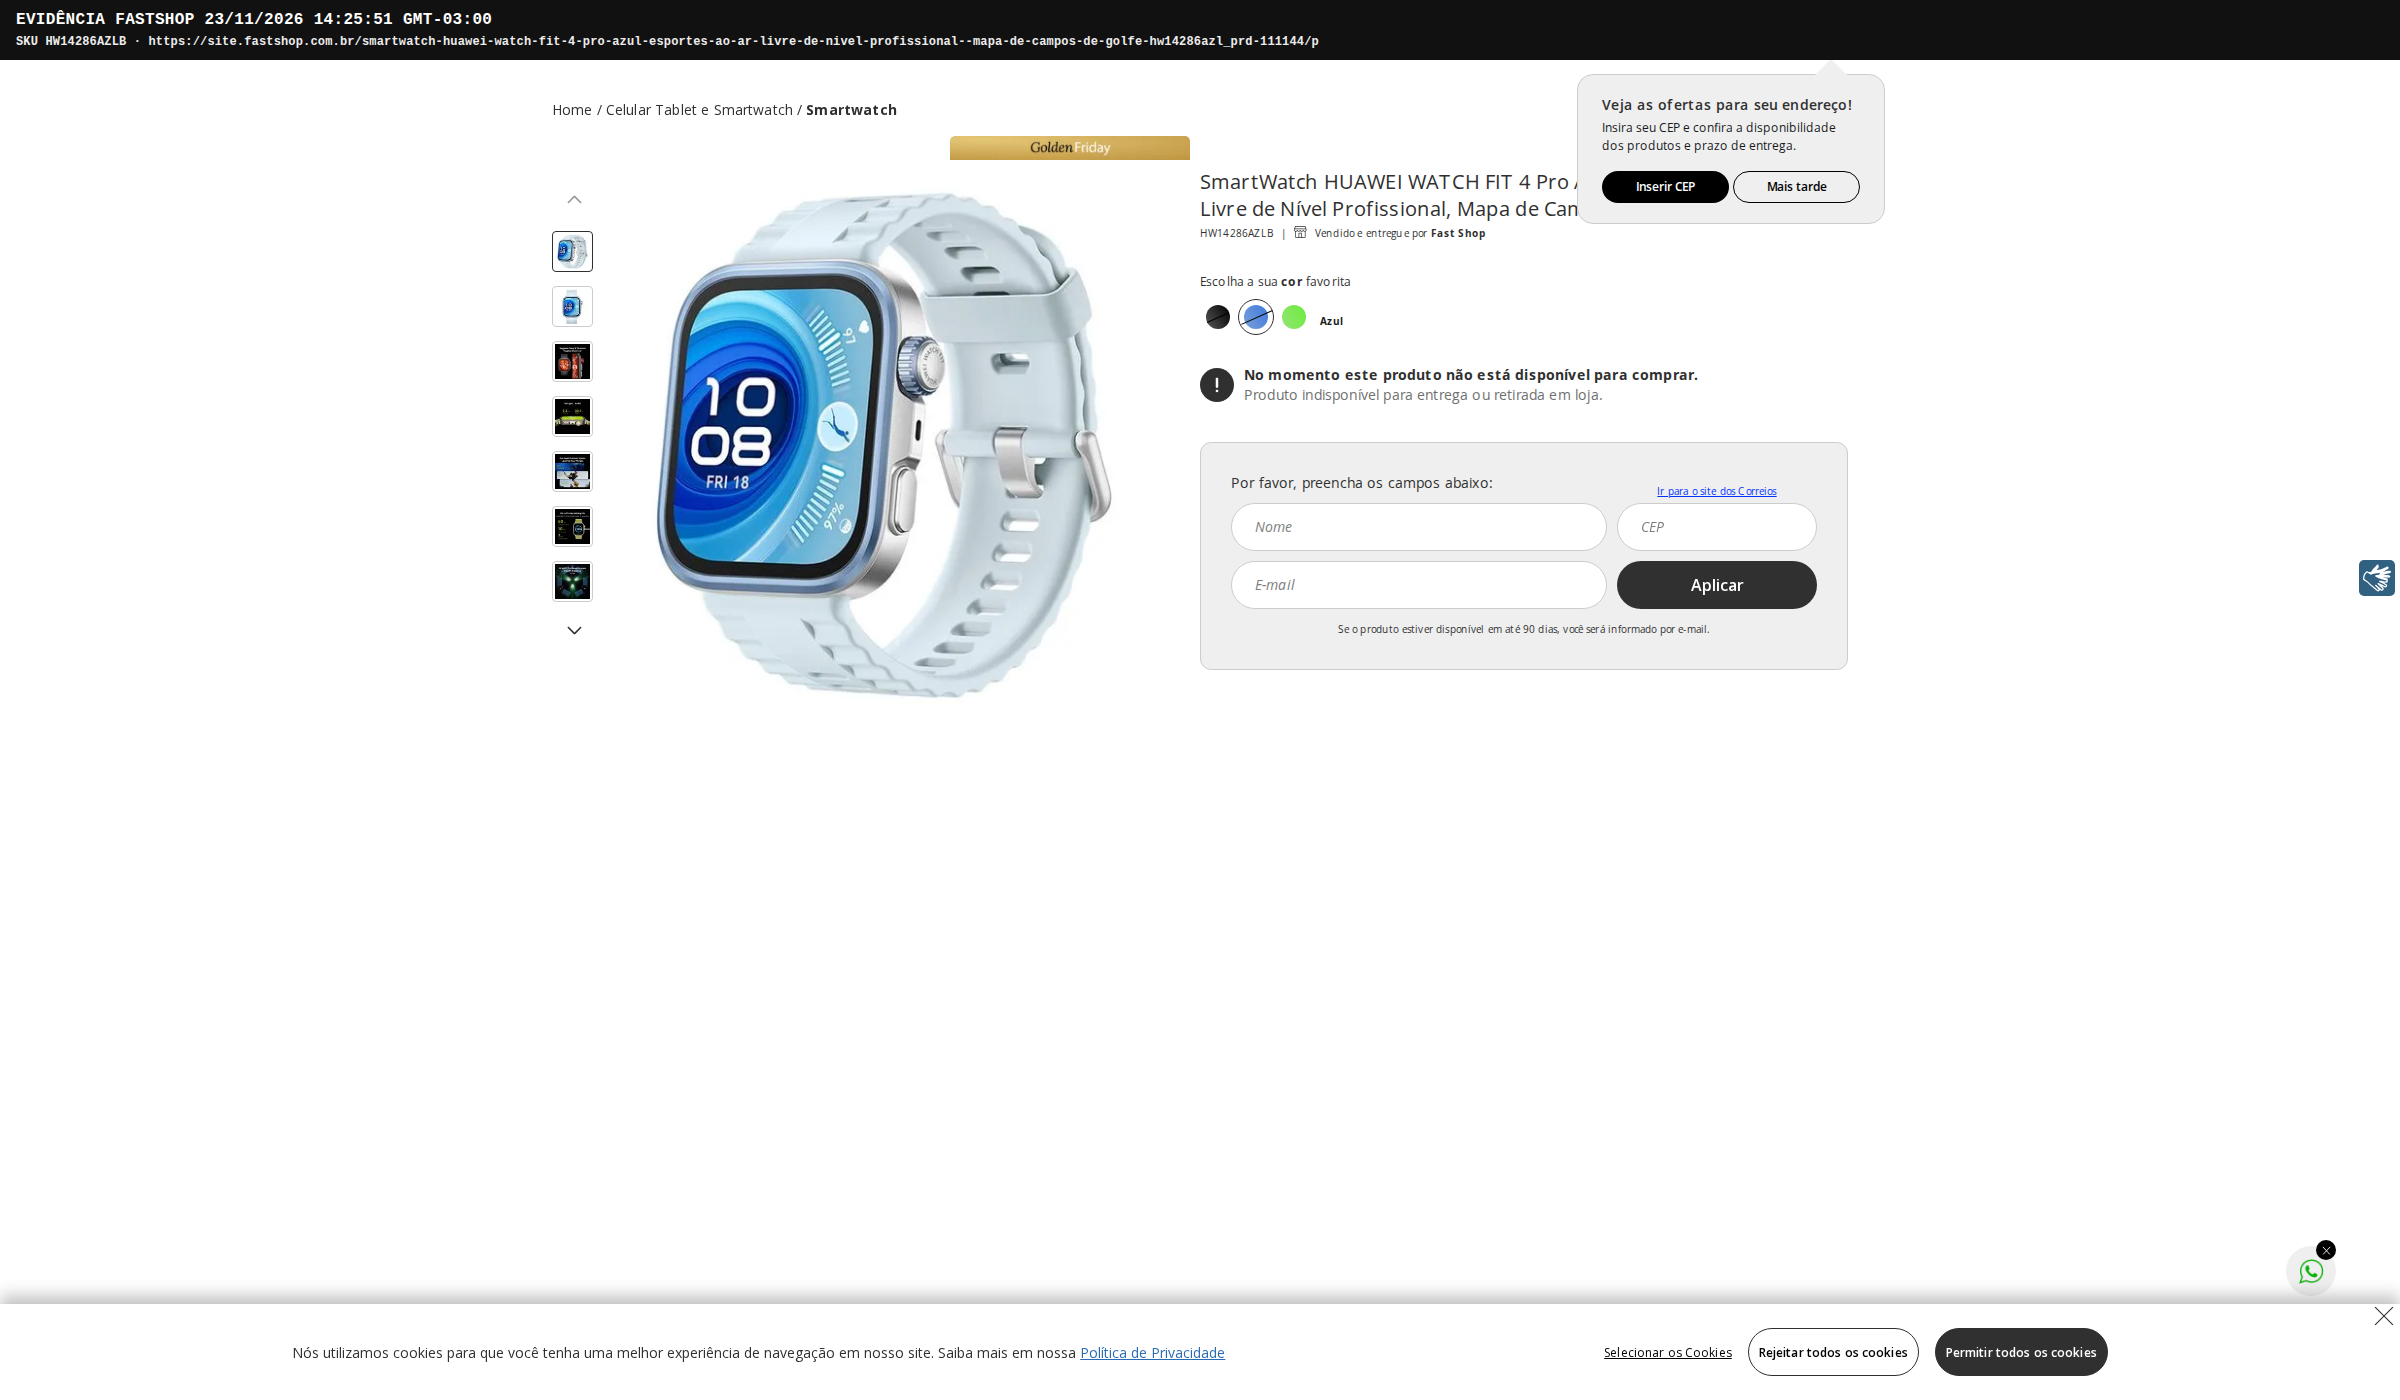 EVIDÊNCIA FASTSHOP 23/11/2026 14:25:51 GMT-03:00
SKU HW14286AZLB · https://site.fastshop.com.br/smartwatch-huawei-watch-fit-4-pro-azul-esportes-ao-ar-livre-de-nivel-profissional--mapa-de-campos-de-golfe-hw14286azl_prd-111144/p
Home / Celular Tablet e Smartwatch / Smartwatch
Golden Friday
Veja as ofertas para seu endereço!
Insira seu CEP e confira a disponibilidade
dos produtos e prazo de entrega.
Inserir CEP
Mais tarde
SmartWatch HUAWEI WATCH FIT 4 Pro
Livre de Nível Profissional, Mapa de
HW14286AZLB | Vendido e entregue por Fast Shop
Escolha a sua cor favorita
Azul
No momento este produto não está disponível para comprar.
Produto indisponível para entrega ou retirada em loja.
Por favor, preencha os campos abaixo:
Ir para o site dos Correios
Nome
CEP
E-mail
Aplicar
Se o produto estiver disponível em até 90 dias, você será informado por e-mail.
10
08
FRI 18
97
97%
HUAWEI WATCH FIT
Nós utilizamos cookies para que você tenha uma melhor experiência de navegação em nosso site. Saiba mais em nossa Política de Privacidade
Selecionar os Cookies
Rejeitar todos os cookies
Permitir todos os cookies